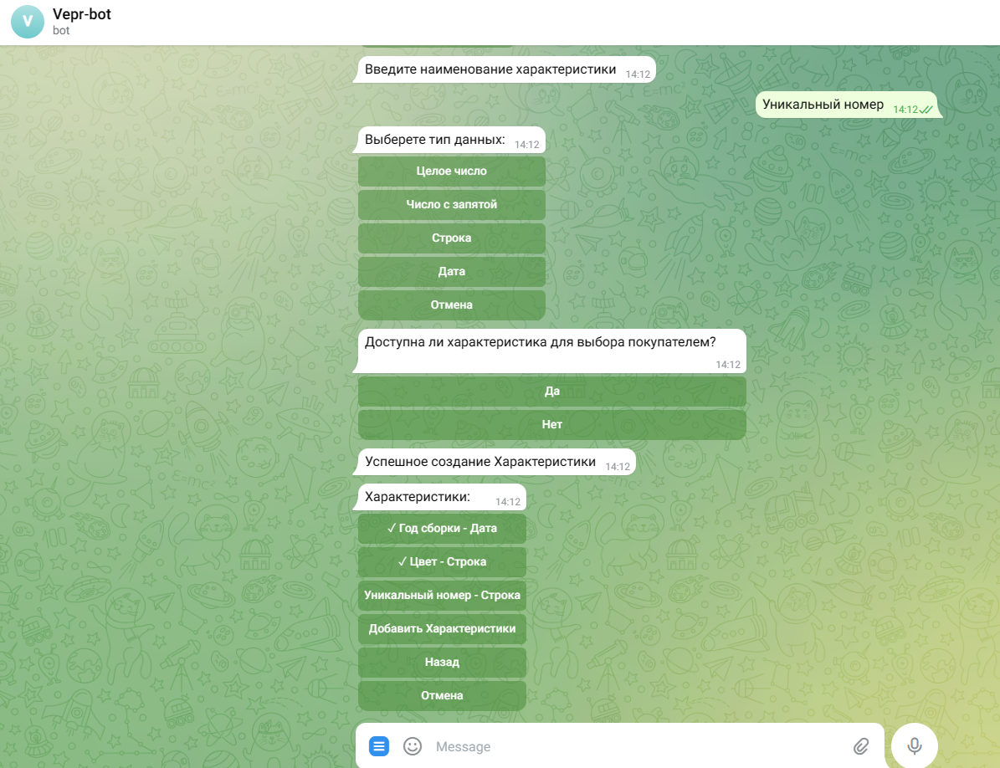 V
Vepr-bot
bot
Введите наименование характеристики 14:12
Уникальный номер 14:12
Выберете тип данных: 14:12
Целое число
Число с запятой
Строка
Дата
Отмена
Доступна ли характеристика для выбора покупателем?
14:12
Да
Нет
Успешное создание Характеристики 14:12
Характеристики: 14:12
✓ Год сборки - Дата
✓ Цвет - Строка
Уникальный номер - Строка
Добавить Характеристики
Назад
Отмена
Message